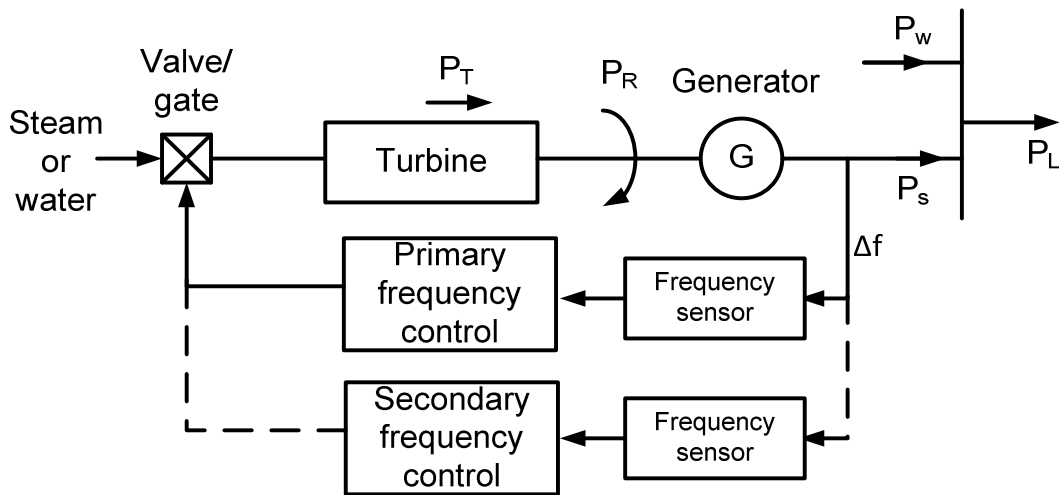 Steam
or
water
Valve/
gate
P_T
Turbine
P_R
Generator
G
P_w
P_s
P_L
Δf
Primary
frequency
control
Frequency
sensor
Secondary
frequency
control
Frequency
sensor